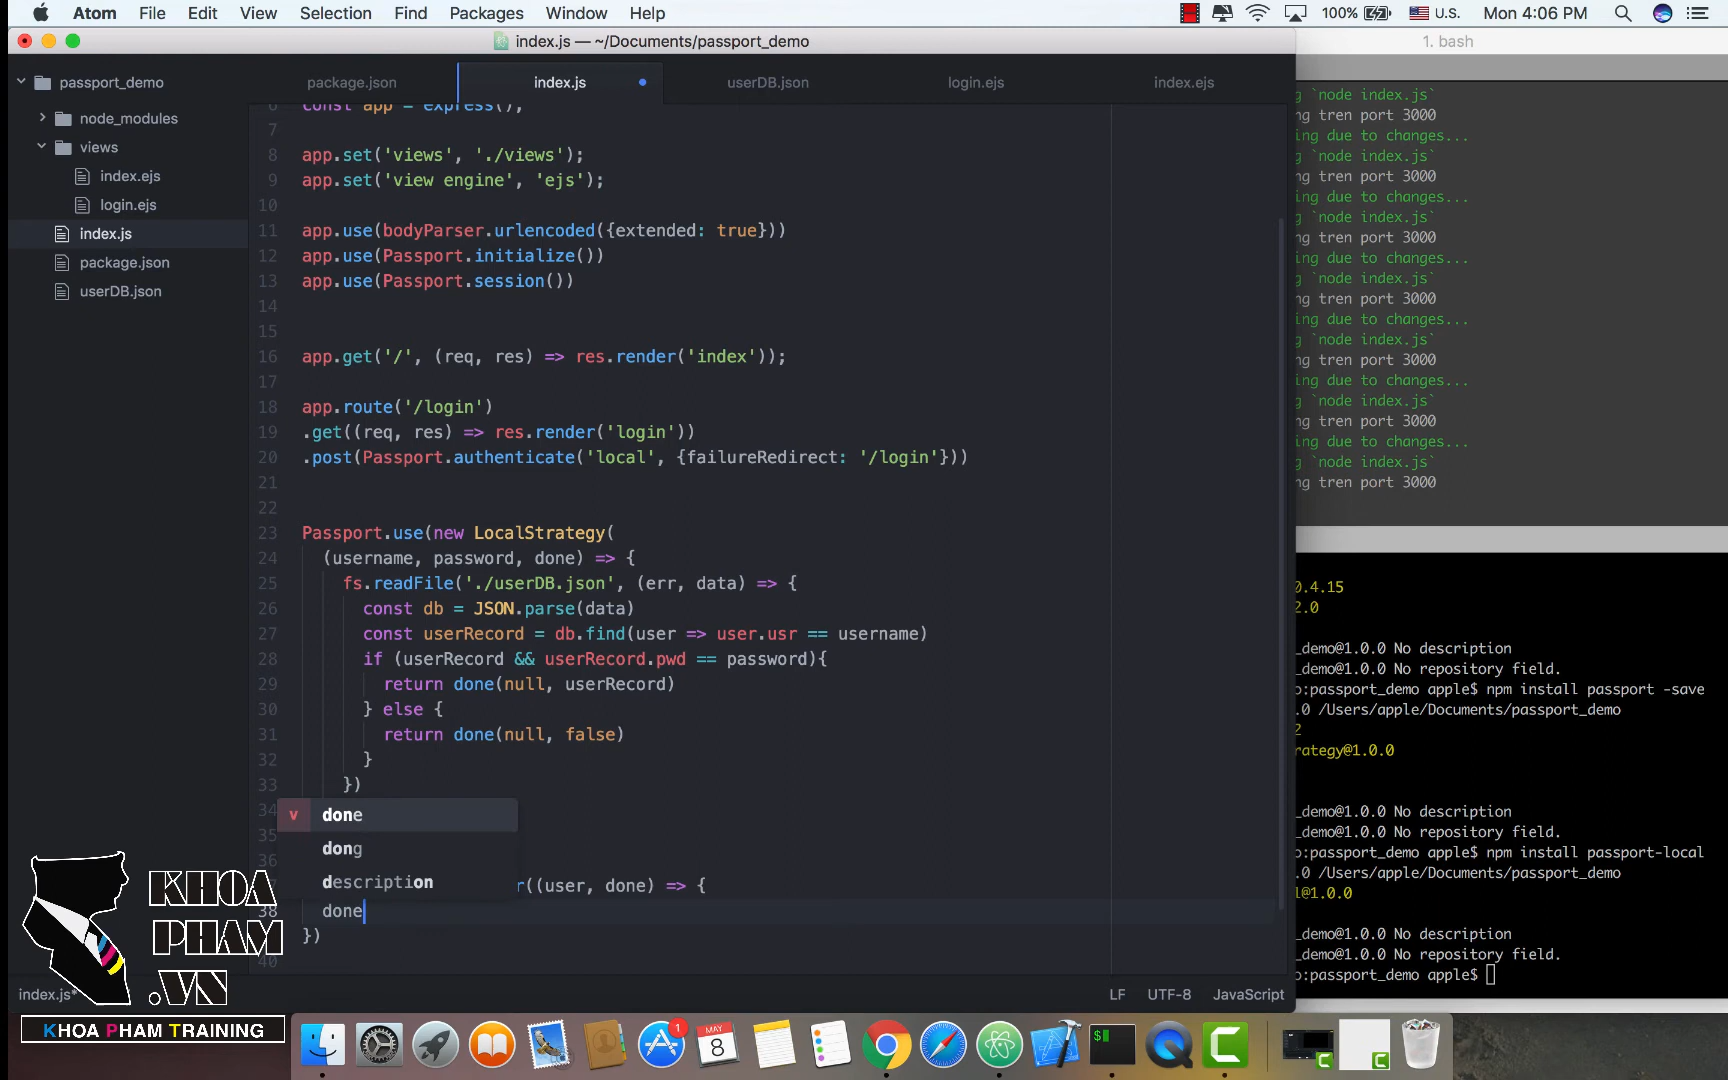 Atom File Edit View Selection Find Packages Window Help 100% U.S. Mon 4:06 PM
index.js — ~/Documents/passport_demo
1. bash
passport_demo
node_modules
views
index.ejs
login.ejs
index.js
package.json
userDB.json
package.json index.js userDB.json login.ejs index.ejs
6 const app = express();
7
8 app.set('views', './views');
9 app.set('view engine', 'ejs');
10
11 app.use(bodyParser.urlencoded({extended: true}))
12 app.use(Passport.initialize())
13 app.use(Passport.session())
14
15
16 app.get('/', (req, res) => res.render('index'));
17
18 app.route('/login')
19 .get((req, res) => res.render('login'))
20 .post(Passport.authenticate('local', {failureRedirect: '/login'}))
21
22
23 Passport.use(new LocalStrategy(
24 (username, password, done) => {
25 fs.readFile('./userDB.json', (err, data) => {
26 const db = JSON.parse(data)
27 const userRecord = db.find(user => user.usr == username)
28 if (userRecord && userRecord.pwd == password){
29 return done(null, userRecord)
30 } else {
31 return done(null, false)
32 }
33 })
34
35
36
r((user, done) => {
38 done
})
40
v done
dong
description
index.js*
LF UTF-8 JavaScript
g `node index.js`
ng tren port 3000
ing due to changes...
g `node index.js`
ng tren port 3000
ing due to changes...
g `node index.js`
ng tren port 3000
ing due to changes...
g `node index.js`
ng tren port 3000
ing due to changes...
g `node index.js`
ng tren port 3000
ing due to changes...
g `node index.js`
ng tren port 3000
ing due to changes...
g `node index.js`
ng tren port 3000
0.4.15
2.0
_demo@1.0.0 No description
_demo@1.0.0 No repository field.
o:passport_demo apple$ npm install passport -save
.0 /Users/apple/Documents/passport_demo
2
rategy@1.0.0
_demo@1.0.0 No description
_demo@1.0.0 No repository field.
o:passport_demo apple$ npm install passport-local
.0 /Users/apple/Documents/passport_demo
l@1.0.0
_demo@1.0.0 No description
_demo@1.0.0 No repository field.
o:passport_demo apple$
KHOA
PHAM
.VN
KHOA PHAM TRAINING
1
MAY
8
$